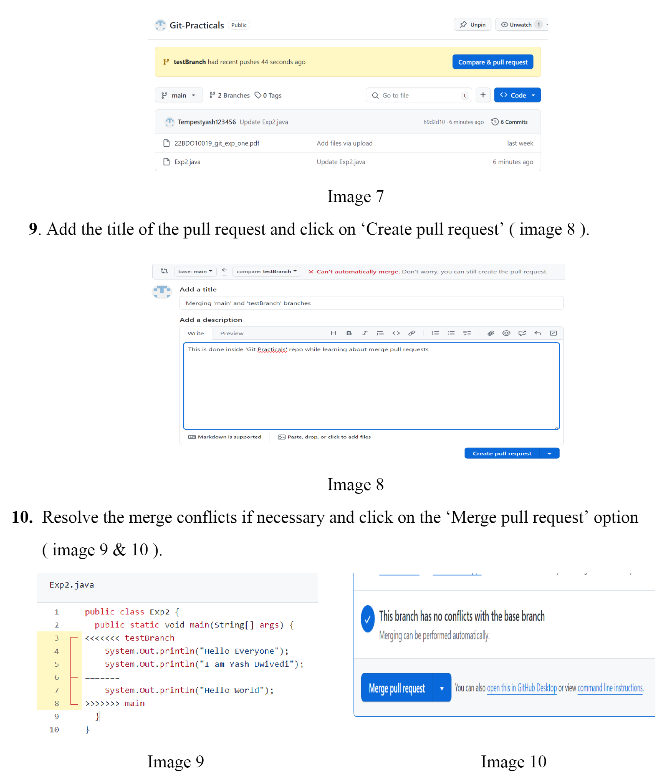 Git-Practicals Public
Unpin
Unwatch 1
testBranch had recent pushes 44 seconds ago
Compare & pull request
main
2 Branches
0 Tags
Go to file
+
Code
Tempestyash123456 Update Exp2.java
6 minutes ago
6 Commits
22BDO10019_git_exp_one.pdf
Add files via upload
last week
Exp2.java
Update Exp2.java
6 minutes ago
Image 7
9. Add the title of the pull request and click on ‘Create pull request’ ( image 8 ).
base: main
compare: testBranch
× Can't automatically merge. Don't worry, you can still create the pull request.
Add a title
Merging 'main' and 'testBranch' branches
Add a description
Write Preview
This is done inside 'Git Practicals' repo while learning about merge pull requests.
Markdown is supported
Paste, drop, or click to add files
Create pull request
Image 8
10. Resolve the merge conflicts if necessary and click on the ‘Merge pull request’ option
( image 9 & 10 ).
Exp2.java
1 public class Exp2 {
2 public static void main(String[] args) {
3 <<<<<<< testBranch
4 System.out.println("Hello Everyone");
5 System.out.println("I am Yash Dwivedi");
6 =======
7 System.out.println("Hello World");
8 >>>>>>> main
9 }
10 }
This branch has no conflicts with the base branch
Merging can be performed automatically.
Merge pull request
You can also open this in GitHub Desktop or view command line instructions.
Image 9
Image 10